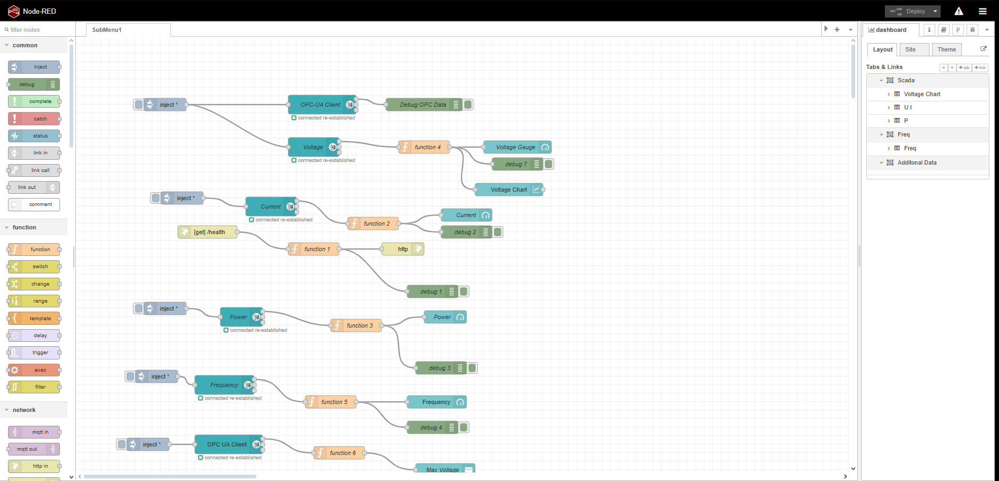 Node-RED
Deploy
filter nodes
SubMenu1
dashboard
common
inject
debug
complete
catch
status
link in
link call
link out
comment
function
function
switch
change
range
template
delay
trigger
exec
filter
network
mqtt in
mqtt out
http in
inject ¹
OPC-UA Client
connected re-established
Debug OPC Data
Voltage
connected re-established
function 4
Voltage Gauge
debug 7
Voltage Chart
inject ¹
Current
connected re-established
function 2
Current
debug 2
[get] /health
function 1
http
debug 1
inject ¹
Power
connected re-established
function 3
Power
debug 3
inject ¹
Frequency
connected re-established
function 5
Frequency
debug 4
inject ¹
OPC UA Client
connected re-established
function 6
Max Voltage
Layout
Site
Theme
Tabs & Links
tab
link
Scada
Voltage Chart
U I
P
Freq
Freq
Additonal Data